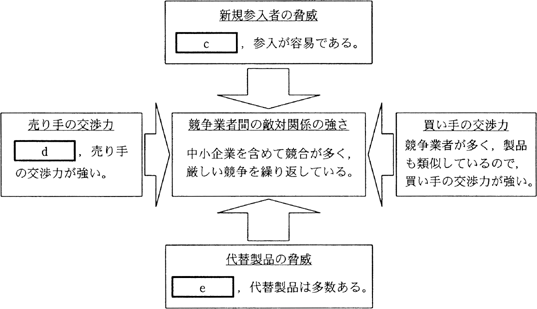 新規参入者の脅威
c ，参入が容易である。
売り手の交渉力
d ，売り手
の交渉力が強い。
競争業者間の敵対関係の強さ
中小企業を含めて競合が多く，
厳しい競争を繰り返している。
買い手の交渉力
競争業者が多く，製品
も類似しているので，
買い手の交渉力が強い。
代替製品の脅威
e ，代替製品は多数ある。